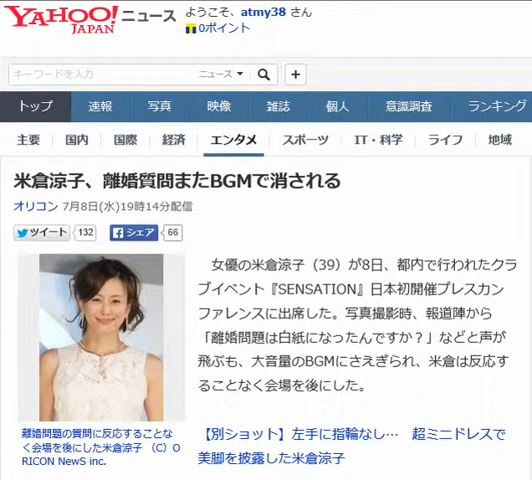 YAHOO! ニュース
JAPAN
ようこそ、atmy38 さん
0ポイント
キーワードを入力
ニュース
トップ 速報 写真 映像 雑誌 個人 意識調査 ランキング
主要 国内 国際 経済 エンタメ スポーツ IT・科学 ライフ 地域
米倉涼子、離婚質問またBGMで消される
オリコン 7月8日(水)19時14分配信
ツイート 132 シェア 66
女優の米倉涼子（39）が8日、都内で行われたクラ
ブイベント『SENSATION』日本初開催プレスカン
ファレンスに出席した。写真撮影時、報道陣から
「離婚問題は白紙になったんですか？」などと声が
飛ぶも、大音量のBGMにさえぎられ、米倉は反応す
ることなく会場を後にした。
離婚問題の質問に反応することな
く会場を後にした米倉涼子 （C）O
RICON NewS inc.
【別ショット】左手に指輪なし… 超ミニドレスで
美脚を披露した米倉涼子